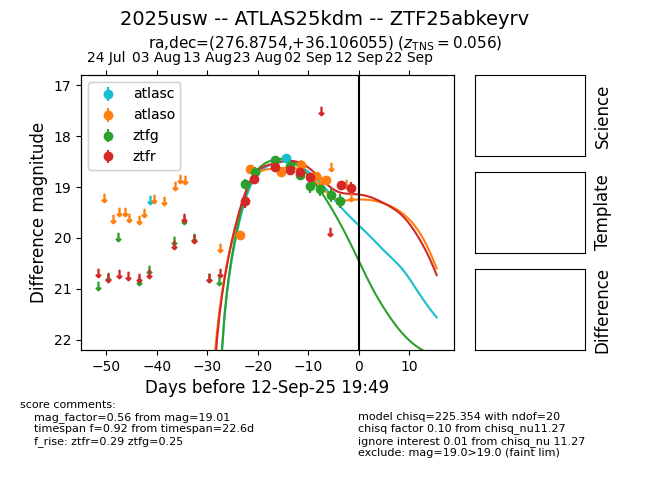 2025usw -- ATLAS25kdm -- ZTF25abkeyrv
ra,dec=(276.8754,+36.106055) (z_TNS = 0.056)
24 Jul 03 Aug 13 Aug 23 Aug 02 Sep 12 Sep 22 Sep
17
18
19
20
21
22
Difference magnitude
atlasc
atlaso
ztfg
ztfr
−50 −40 −30 −20 −10 0 10
Days before 12-Sep-25 19:49
Science
Template
Difference
score comments:
mag_factor=0.56 from mag=19.01
timespan f=0.92 from timespan=22.6d
f_rise: ztfr=0.29 ztfg=0.25
model chisq=225.354 with ndof=20
chisq factor 0.10 from chisq_nu11.27
ignore interest 0.01 from chisq_nu 11.27
exclude: mag=19.0>19.0 (faint lim)